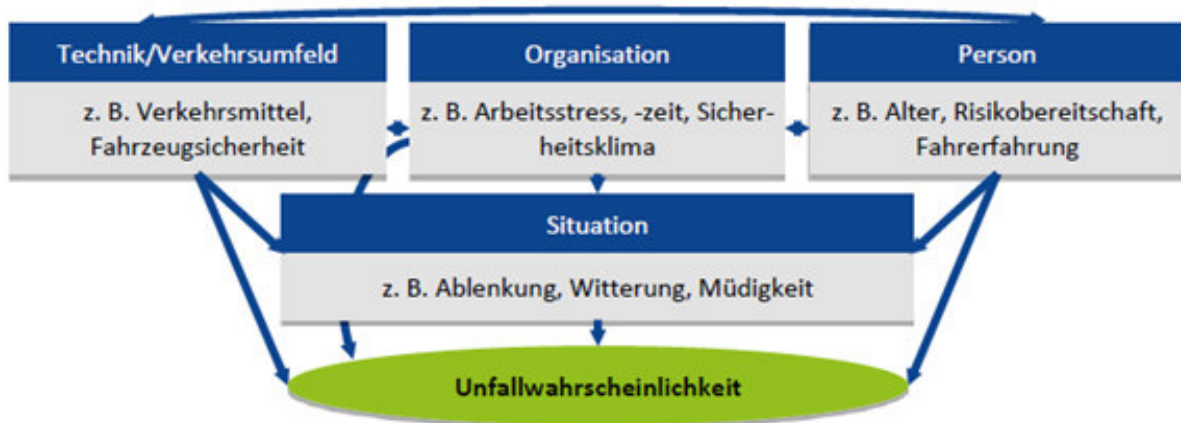 Technik/Verkehrsumfeld
z. B. Verkehrsmittel,
Fahrzeugsicherheit
Organisation
z. B. Arbeitsstress, -zeit, Sicher-
heitsklima
Person
z. B. Alter, Risikobereitschaft,
Fahrerfahrung
Situation
z. B. Ablenkung, Witterung, Müdigkeit
Unfallwahrscheinlichkeit